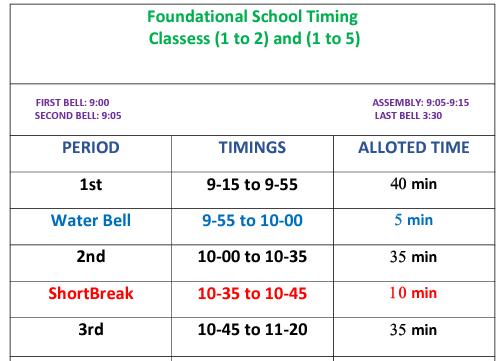 Foundational School Timing
Classess (1 to 2) and (1 to 5)
FIRST BELL: 9:00 ASSEMBLY: 9:05-9:15
SECOND BELL: 9:05 LAST BELL 3:30
PERIOD TIMINGS ALLOTED TIME
1st 9-15 to 9-55 40 min
Water Bell 9-55 to 10-00 5 min
2nd 10-00 to 10-35 35 min
ShortBreak 10-35 to 10-45 10 min
3rd 10-45 to 11-20 35 min